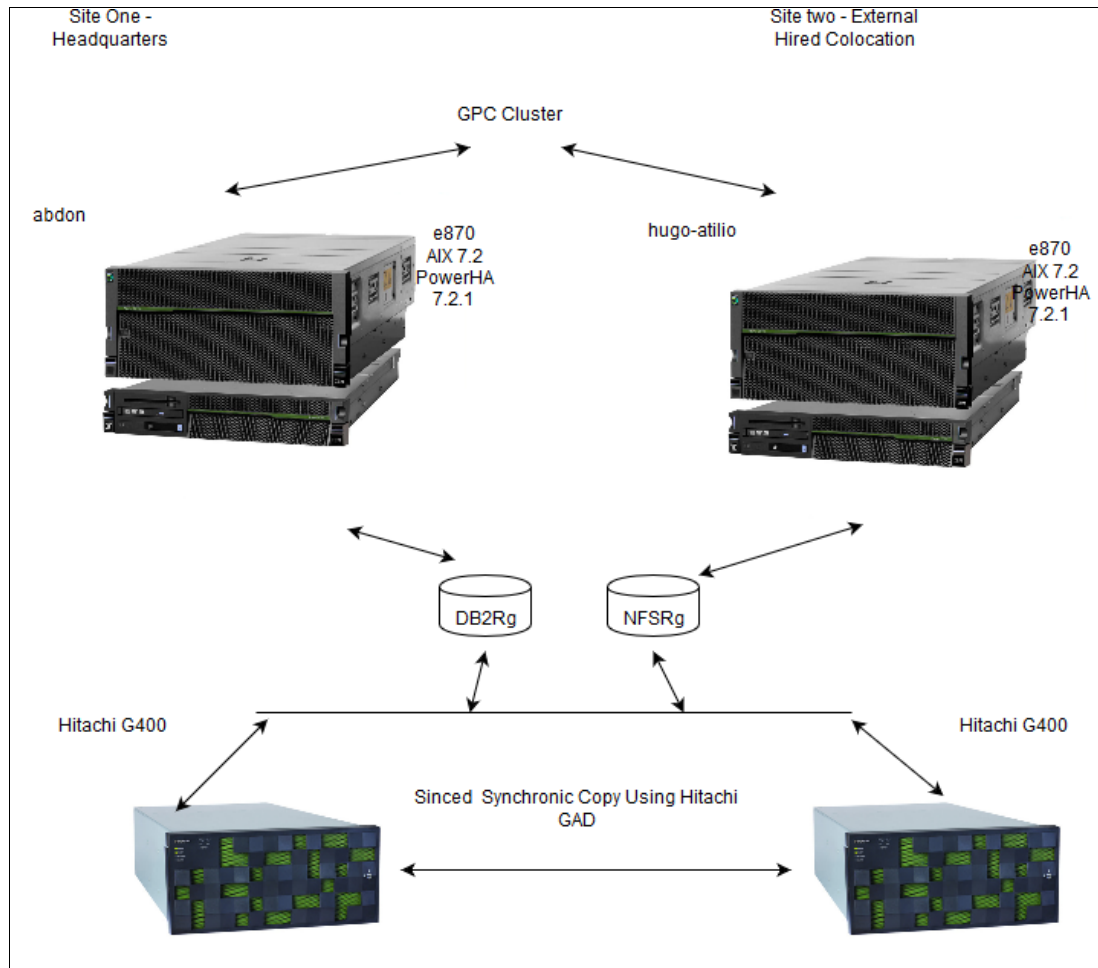 Site One -
Headquarters
Site two - External
Hired Colocation
GPC Cluster
abdon
e870
AIX 7.2
PowerHA
7.2.1
hugo-atilio
e870
AIX 7.2
PowerHA
7.2.1
DB2Rg
NFSRg
Hitachi G400
Hitachi G400
Sinced Synchronic Copy Using Hitachi
GAD